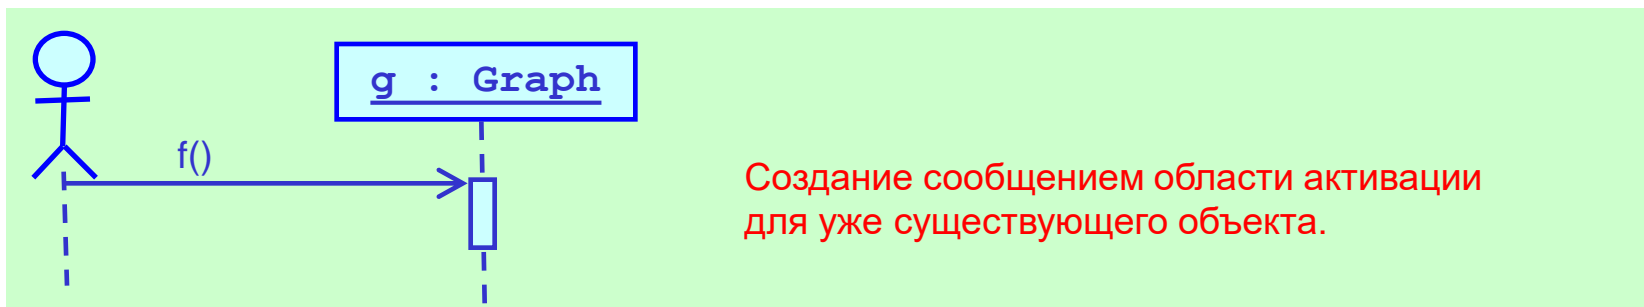 g : Graph
f()
Создание сообщением области активации
для уже существующего объекта.